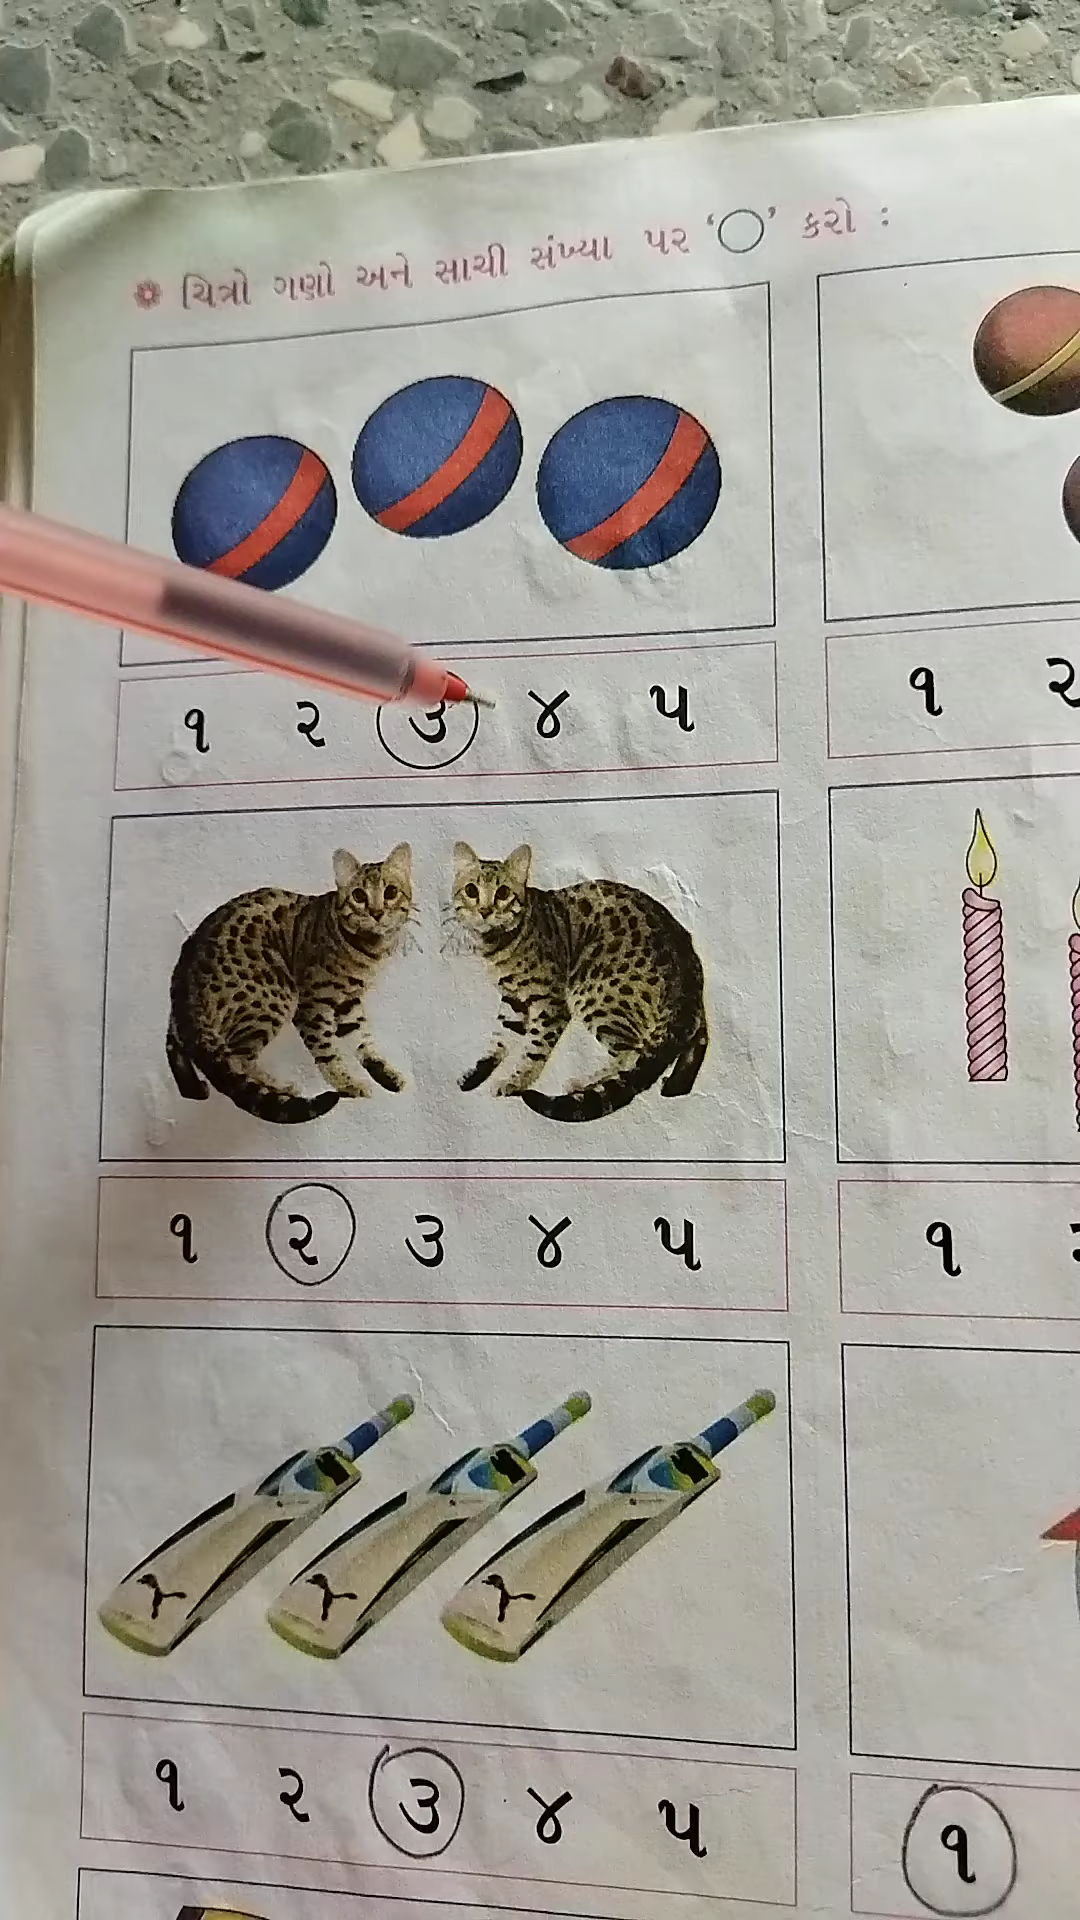 ચિત્રો ગણો અને સાચી સંખ્યા પર ‘○’ કરો :
૧ ૨ ૩ ૪ ૫
૧ ૨
૧ ૨ ૩ ૪ ૫
૧
૧ ૨ ૩ ૪ ૫
૧